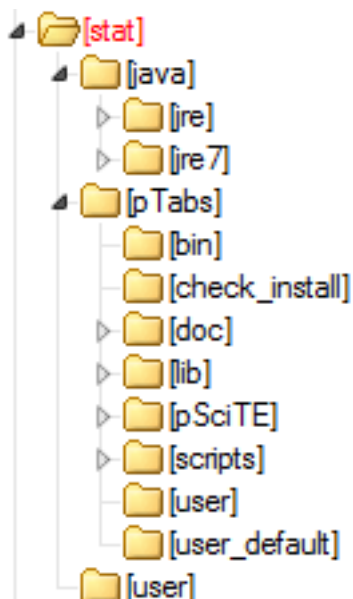 [stat]
[java]
[jre]
[jre7]
[pTabs]
[bin]
[check_install]
[doc]
[lib]
[pSciTE]
[scripts]
[user]
[user_default]
[user]